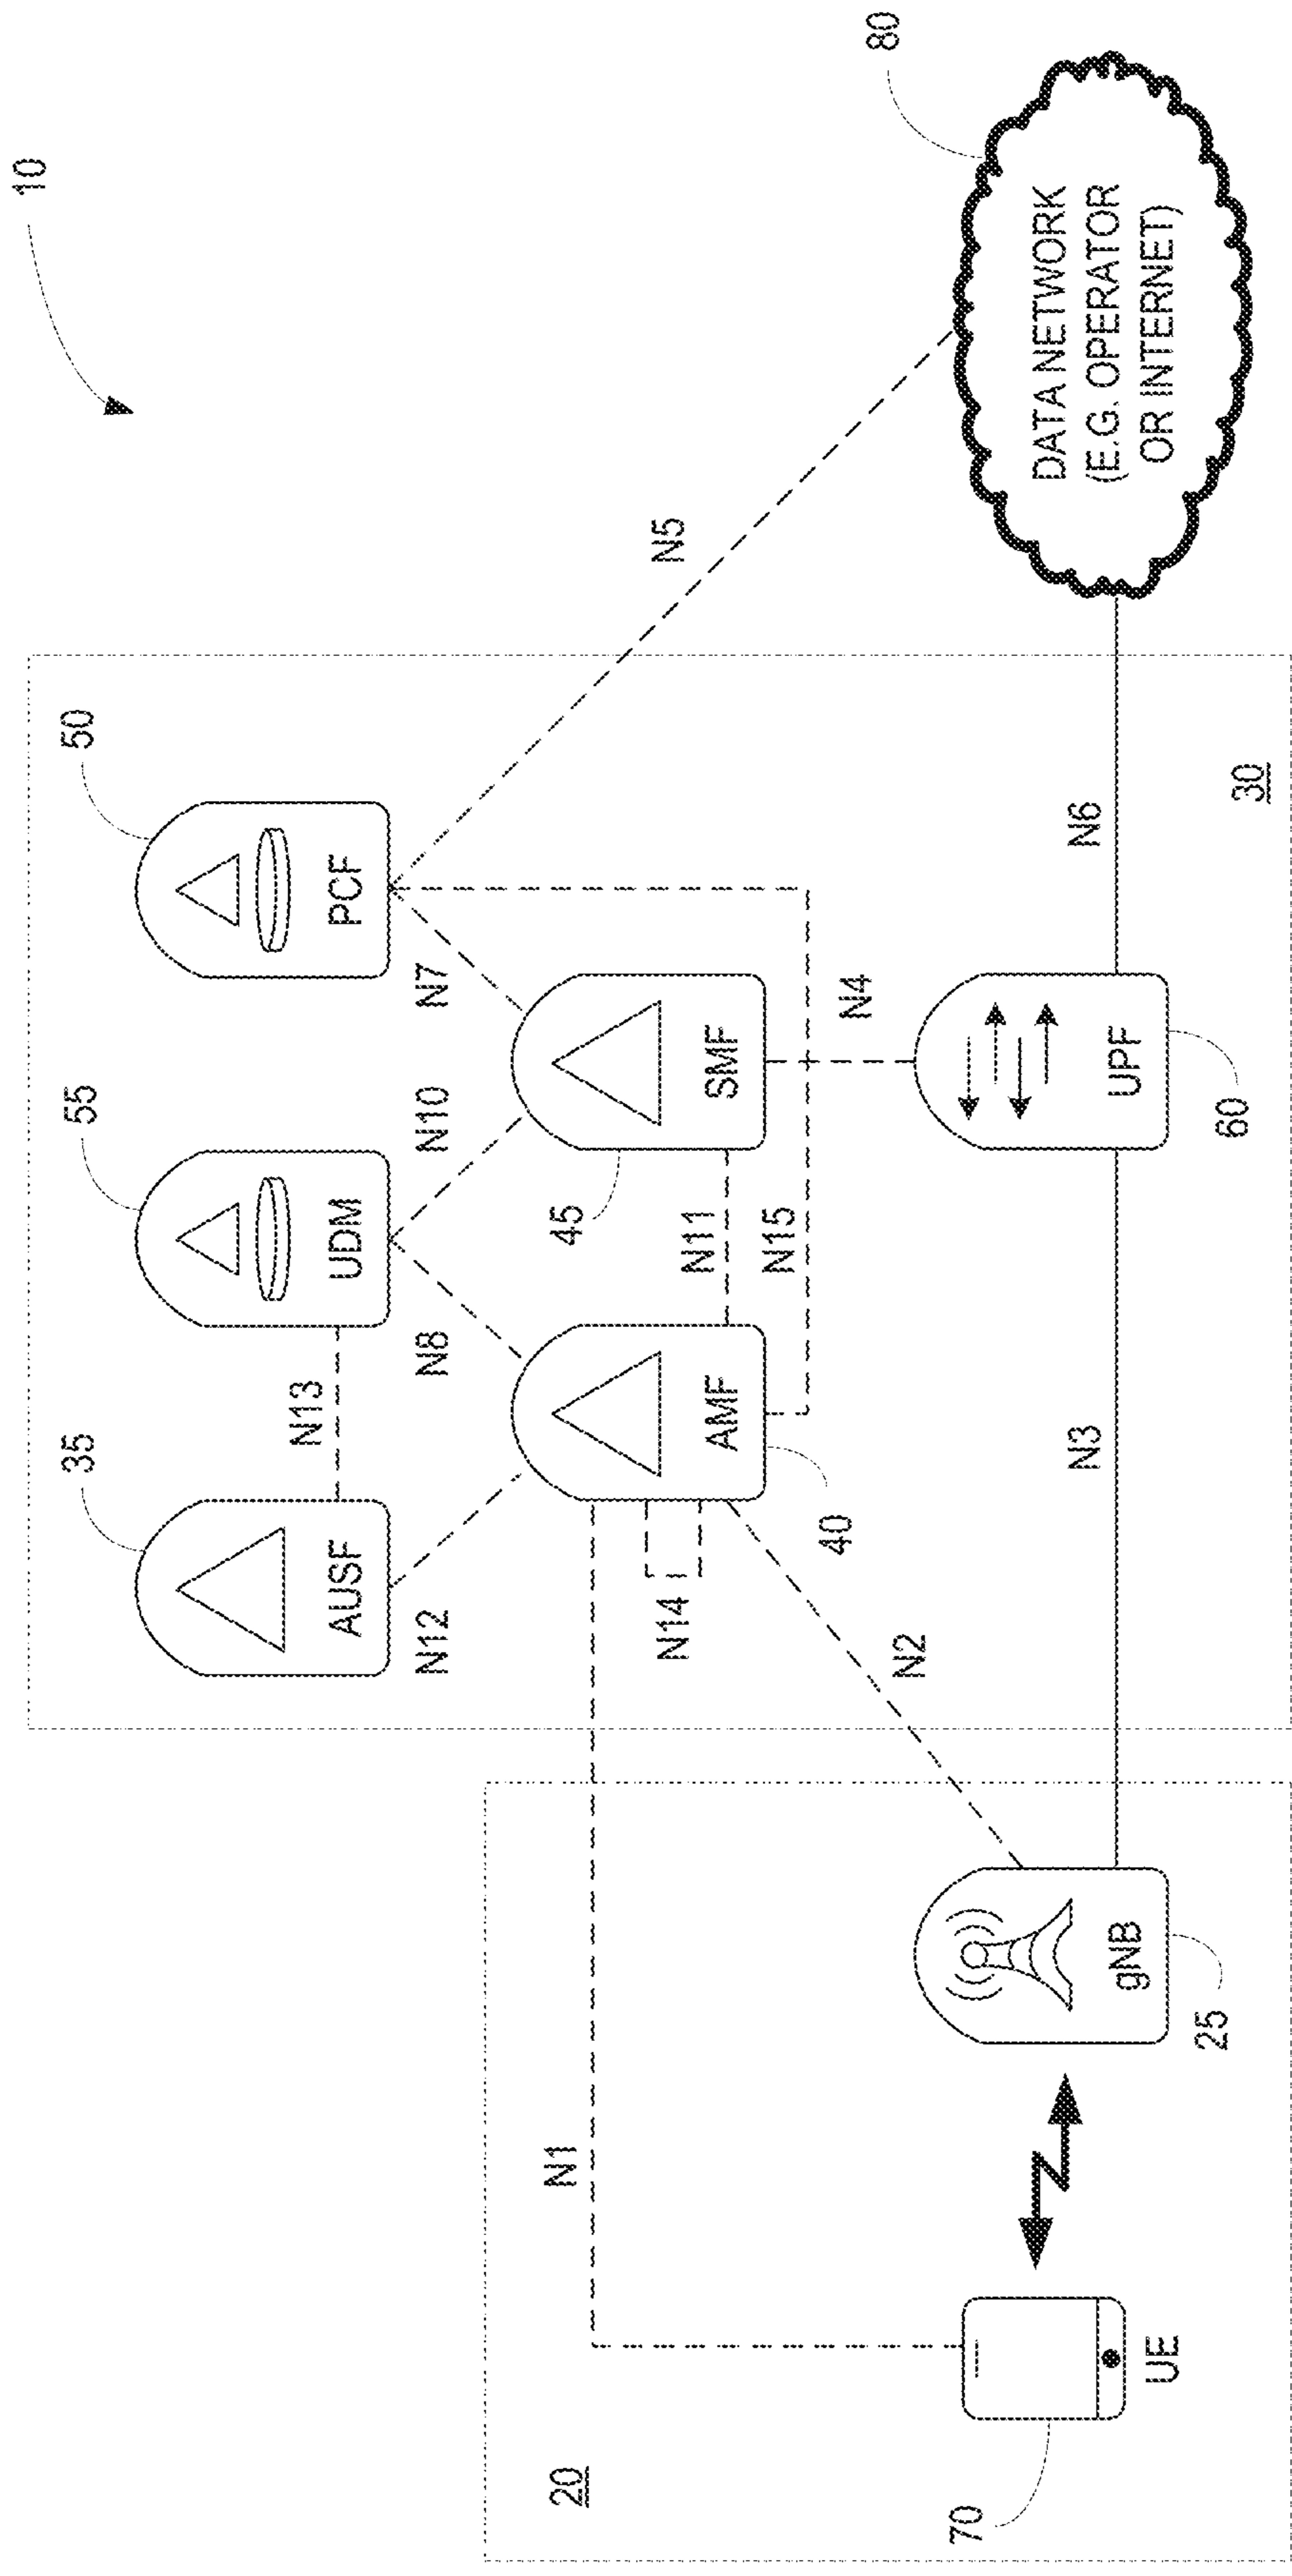 10
80
35
55
50
AUSF
N13
UDM
PCF
N12
N8
N10
N7
N5
N1
N14
AMF
N11
SMF
45
N15
40
N4
20
N2
DATA NETWORK
(E.G. OPERATOR
OR INTERNET)
70
UE
gNB
25
N3
UPF
60
N6
30